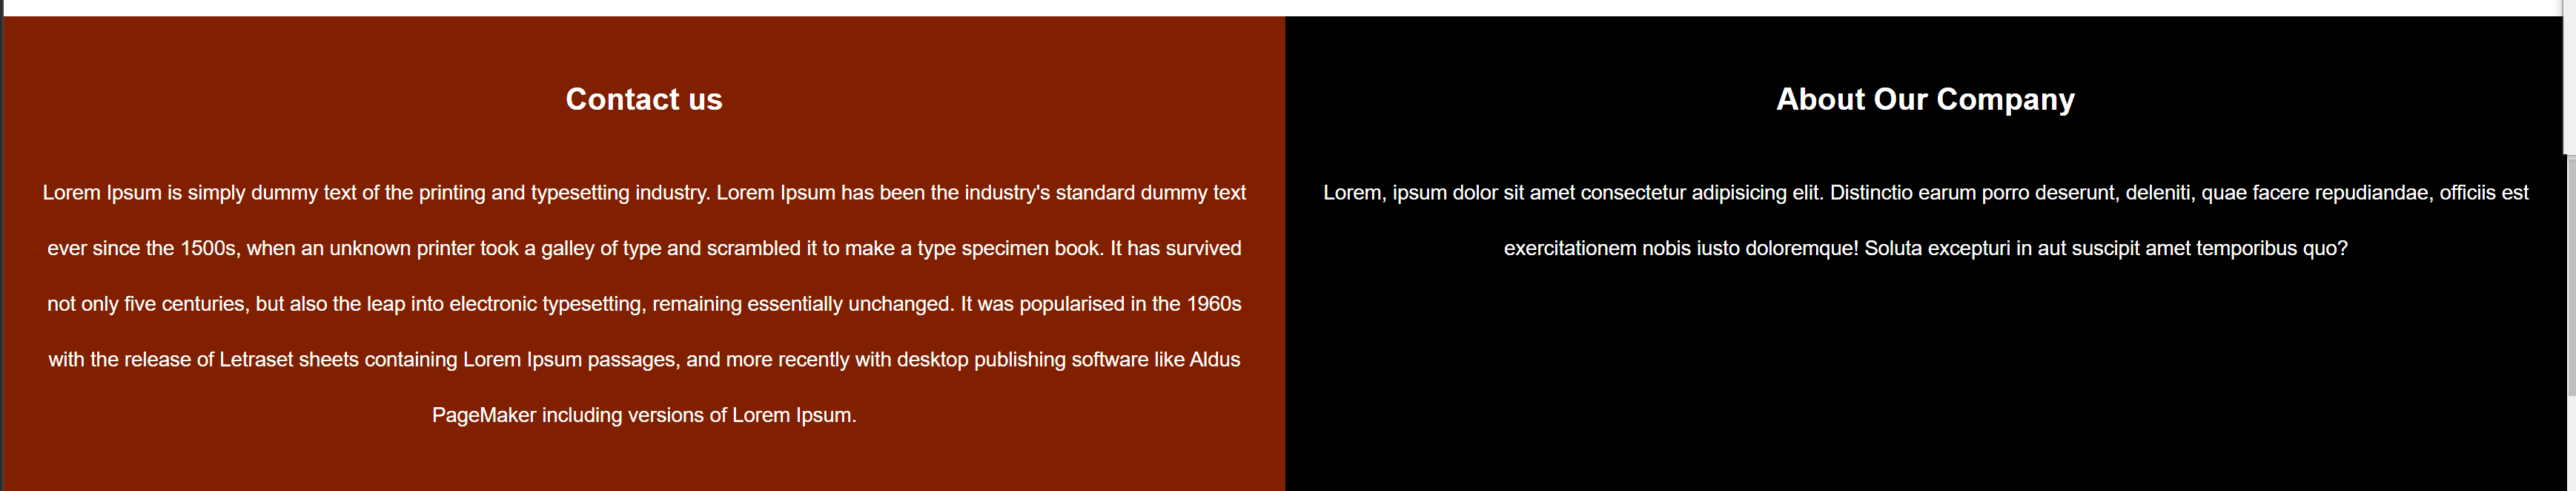 Contact us
Lorem Ipsum is simply dummy text of the printing and typesetting industry. Lorem Ipsum has been the industry's standard dummy text
ever since the 1500s, when an unknown printer took a galley of type and scrambled it to make a type specimen book. It has survived
not only five centuries, but also the leap into electronic typesetting, remaining essentially unchanged. It was popularised in the 1960s
with the release of Letraset sheets containing Lorem Ipsum passages, and more recently with desktop publishing software like Aldus
PageMaker including versions of Lorem Ipsum.
About Our Company
Lorem, ipsum dolor sit amet consectetur adipisicing elit. Distinctio earum porro deserunt, deleniti, quae facere repudiandae, officiis est
exercitationem nobis iusto doloremque! Soluta excepturi in aut suscipit amet temporibus quo?